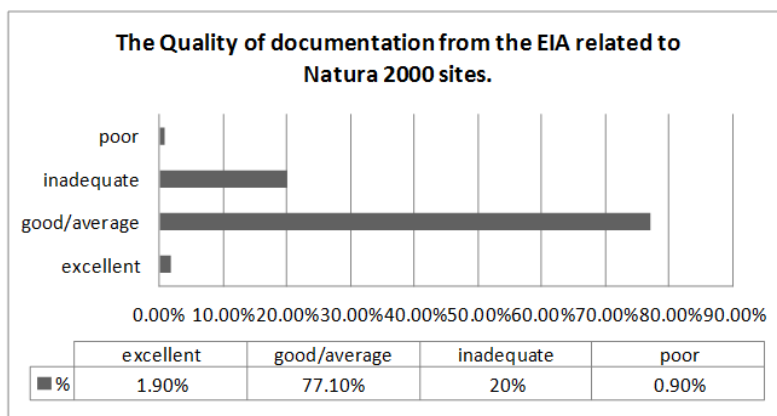 The Quality of documentation from the EIA related to
Natura 2000 sites.
poor
inadequate
good/average
excellent
0.00% 10.00% 20.00% 30.00% 40.00% 50.00% 60.00% 70.00% 80.00% 90.00%
excellent good/average inadequate poor
% 1.90% 77.10% 20% 0.90%